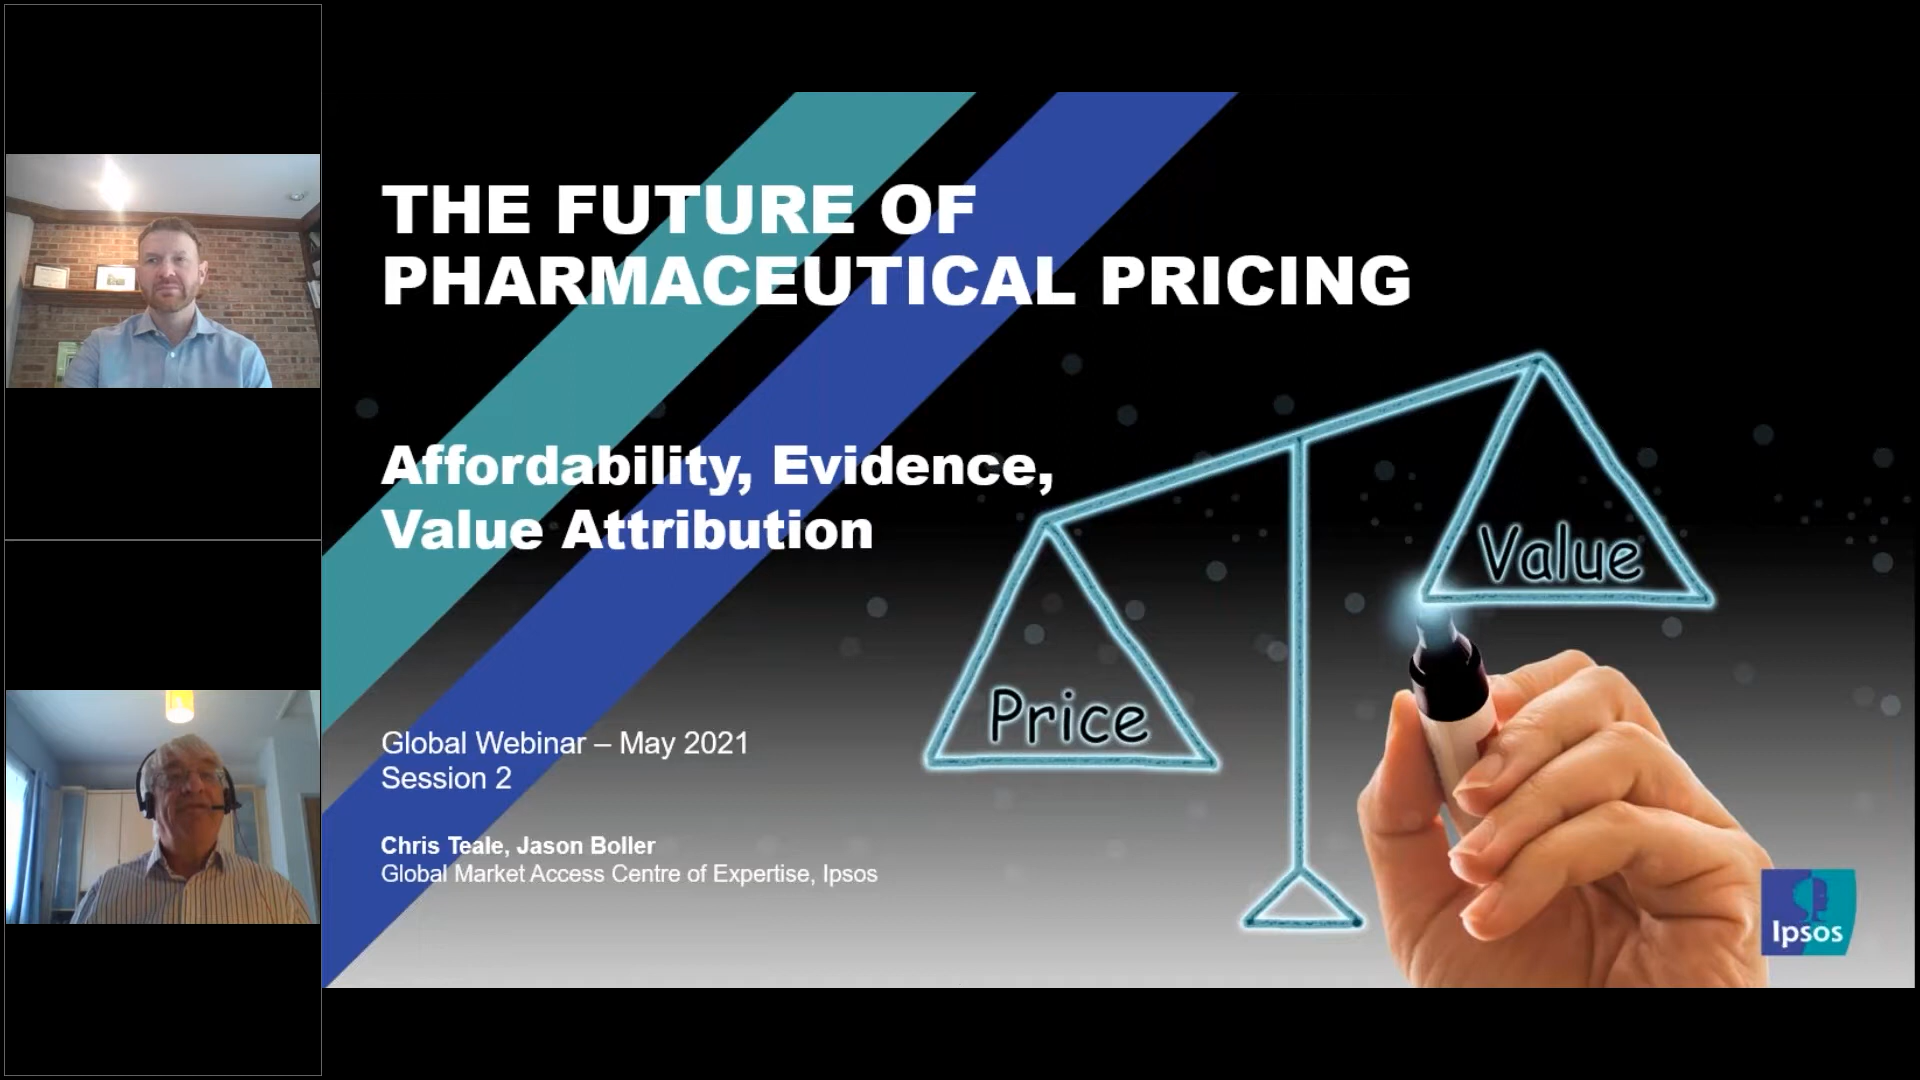 THE FUTURE OF
PHARMACEUTICAL PRICING
Affordability, Evidence,
Value Attribution
Value
Price
Global Webinar – May 2021
Session 2
Chris Teale, Jason Boller
Global Market Access Centre of Expertise, Ipsos
Ipsos